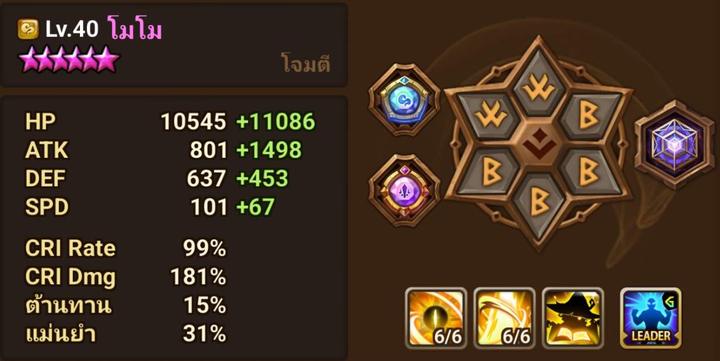 Lv.40 โมโม
โจมตี
HP 10545 +11086
ATK 801 +1498
DEF 637 +453
SPD 101 +67
CRI Rate 99%
CRI Dmg 181%
ต้านทาน 15%
แม่นยำ 31%
6/6 6/6 LEADER G